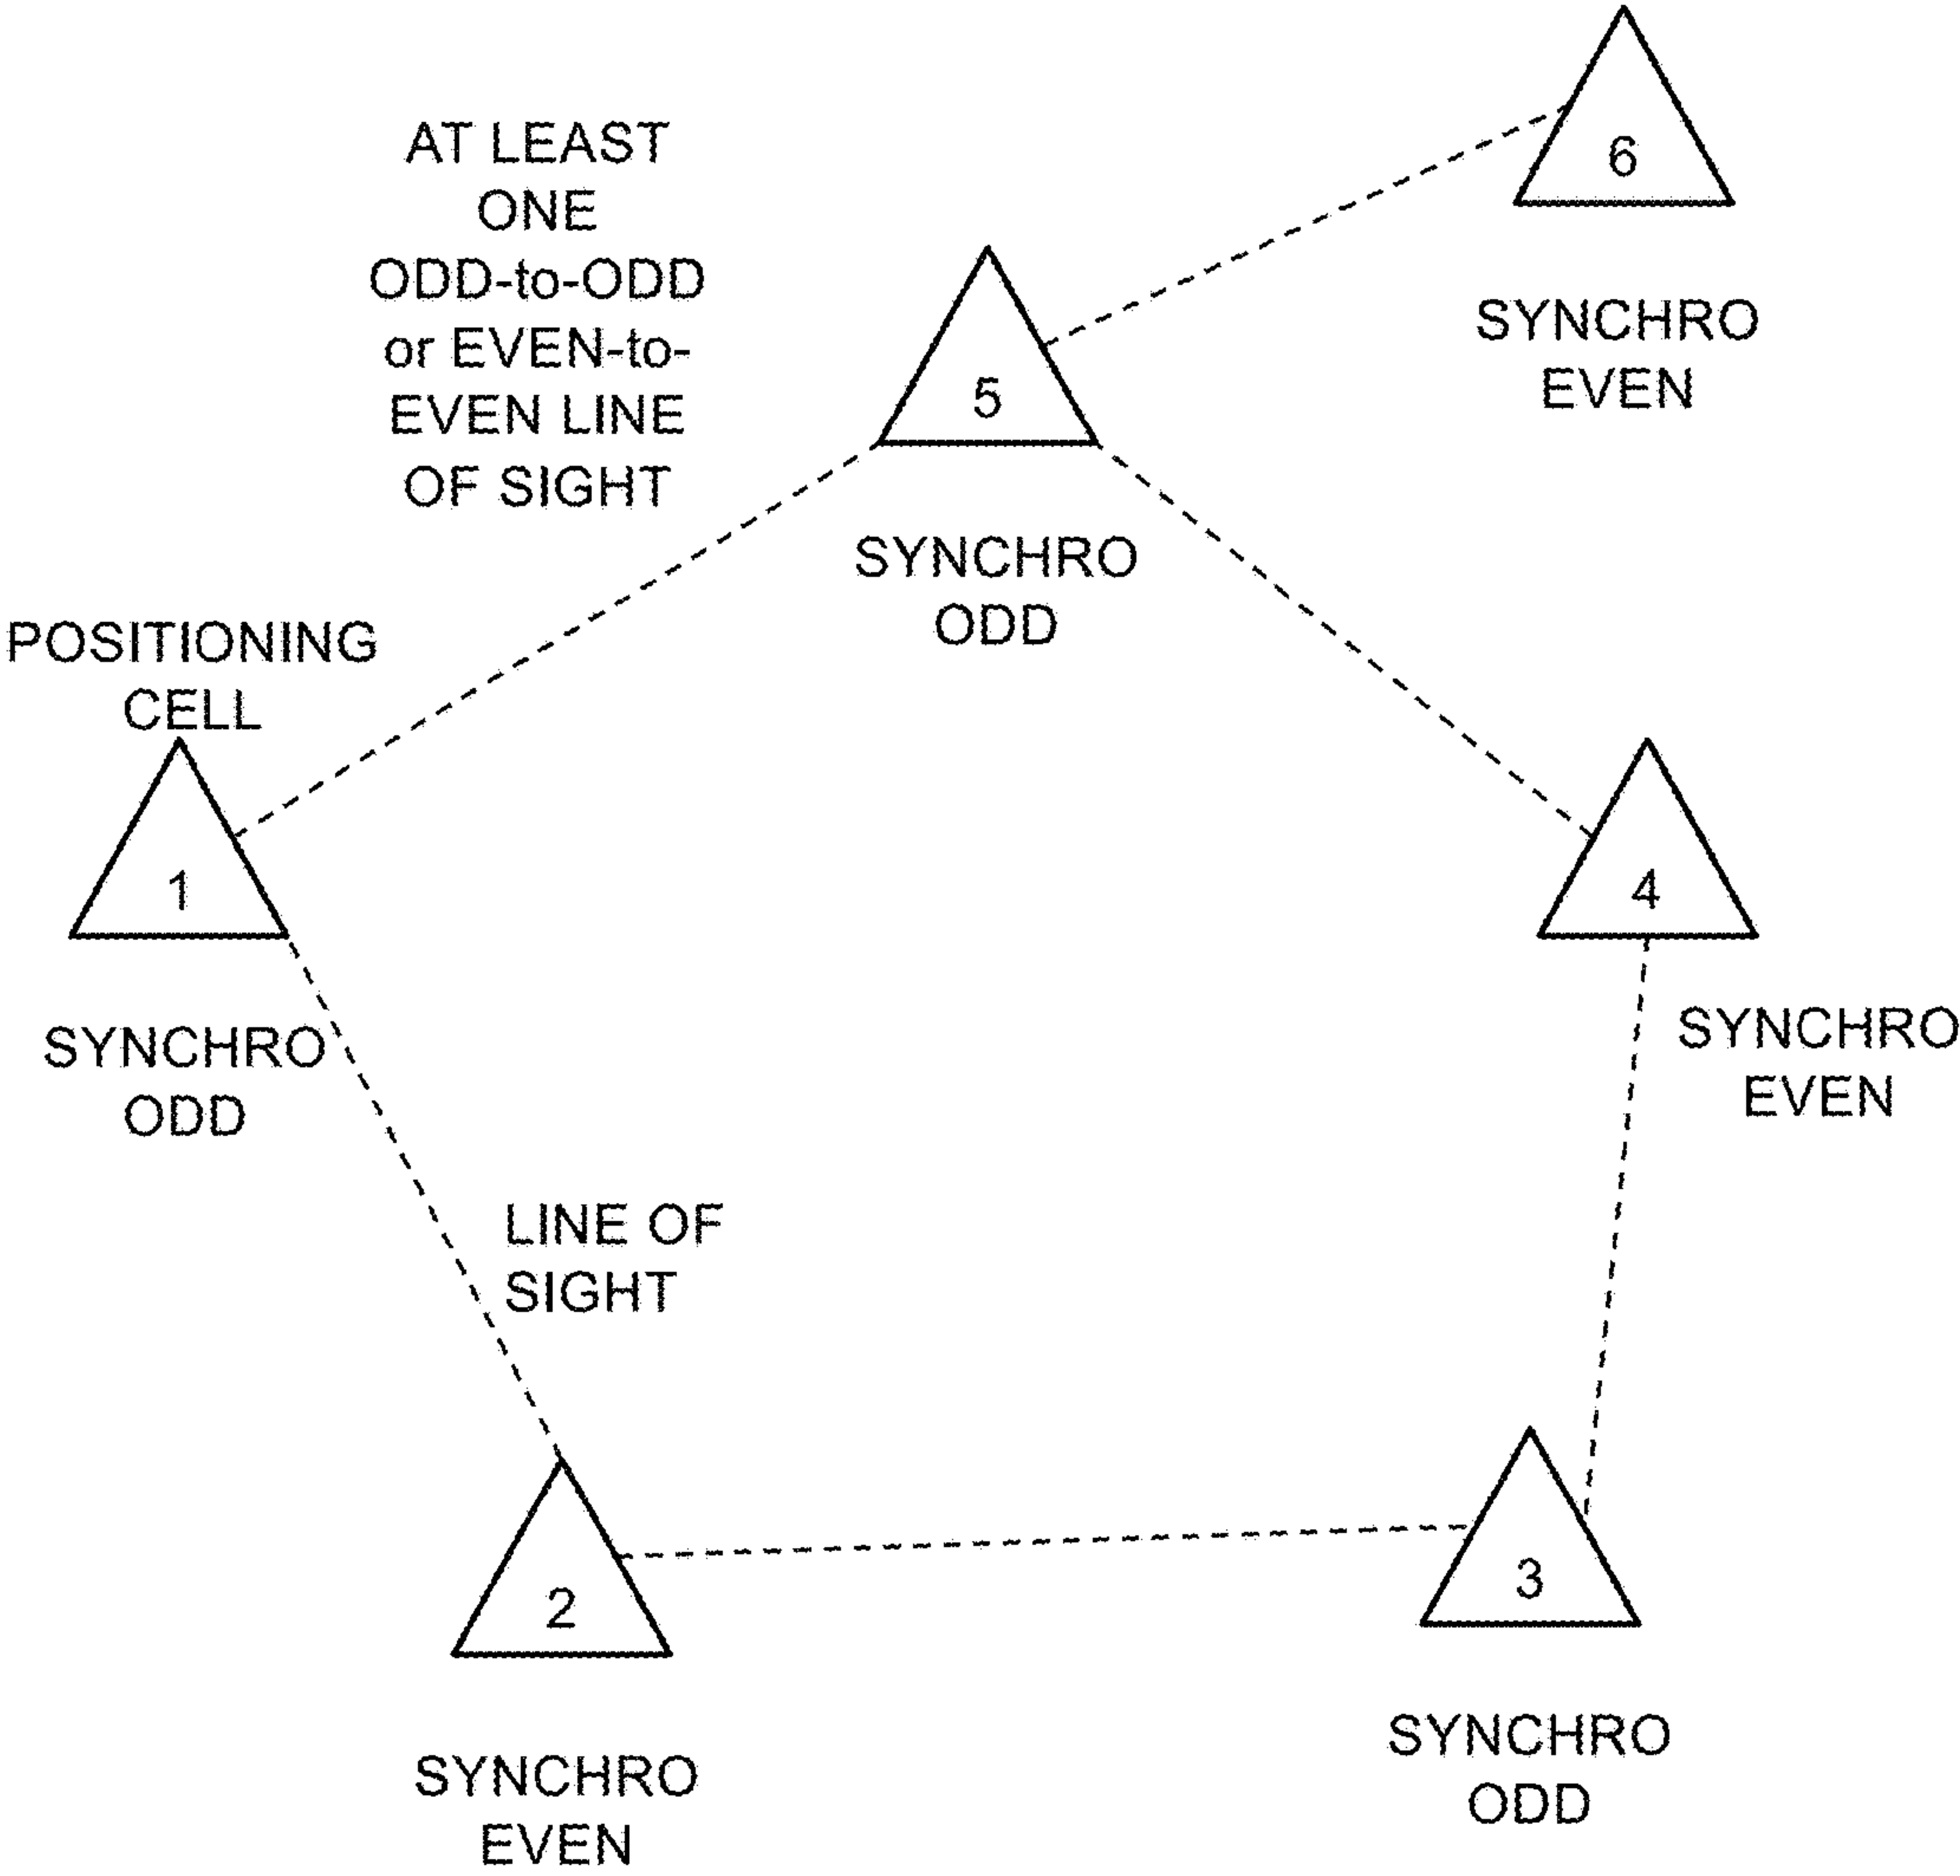 6
AT LEAST
ONE
ODD-to-ODD
or EVEN-to-
EVEN LINE
OF SIGHT
SYNCHRO
EVEN
5
SYNCHRO
ODD
POSITIONING
CELL
1
4
SYNCHRO
ODD
SYNCHRO
EVEN
LINE OF
SIGHT
2
3
SYNCHRO
EVEN
SYNCHRO
ODD